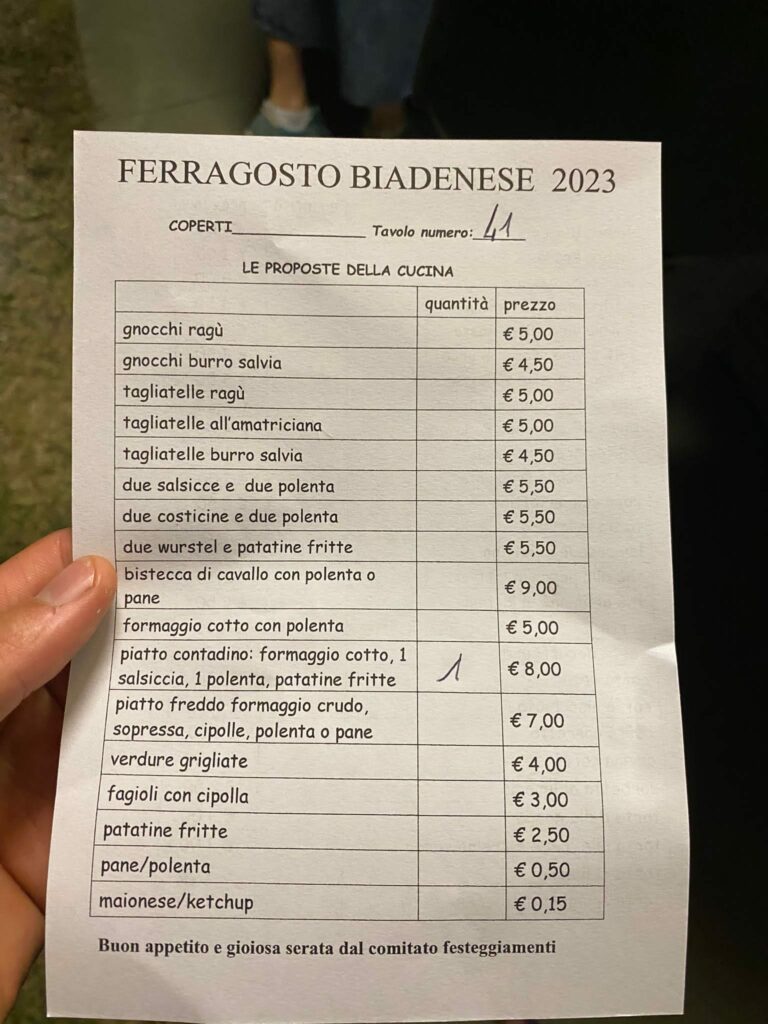 FERRAGOSTO BIADENESE 2023
COPERTI_______________ Tavolo numero: 41
LE PROPOSTE DELLA CUCINA
quantità prezzo
gnocchi ragù € 5,00
gnocchi burro salvia € 4,50
tagliatelle ragù € 5,00
tagliatelle all'amatriciana € 5,00
tagliatelle burro salvia € 4,50
due salsicce e due polenta € 5,50
due costicine e due polenta € 5,50
due wurstel e patatine fritte € 5,50
bistecca di cavallo con polenta o
pane € 9,00
formaggio cotto con polenta € 5,00
piatto contadino: formaggio cotto, 1
salsiccia, 1 polenta, patatine fritte 1 € 8,00
piatto freddo formaggio crudo,
sopressa, cipolle, polenta o pane € 7,00
verdure grigliate € 4,00
fagioli con cipolla € 3,00
patatine fritte € 2,50
pane/polenta € 0,50
maionese/ketchup € 0,15
Buon appetito e gioiosa serata dal comitato festeggiamenti